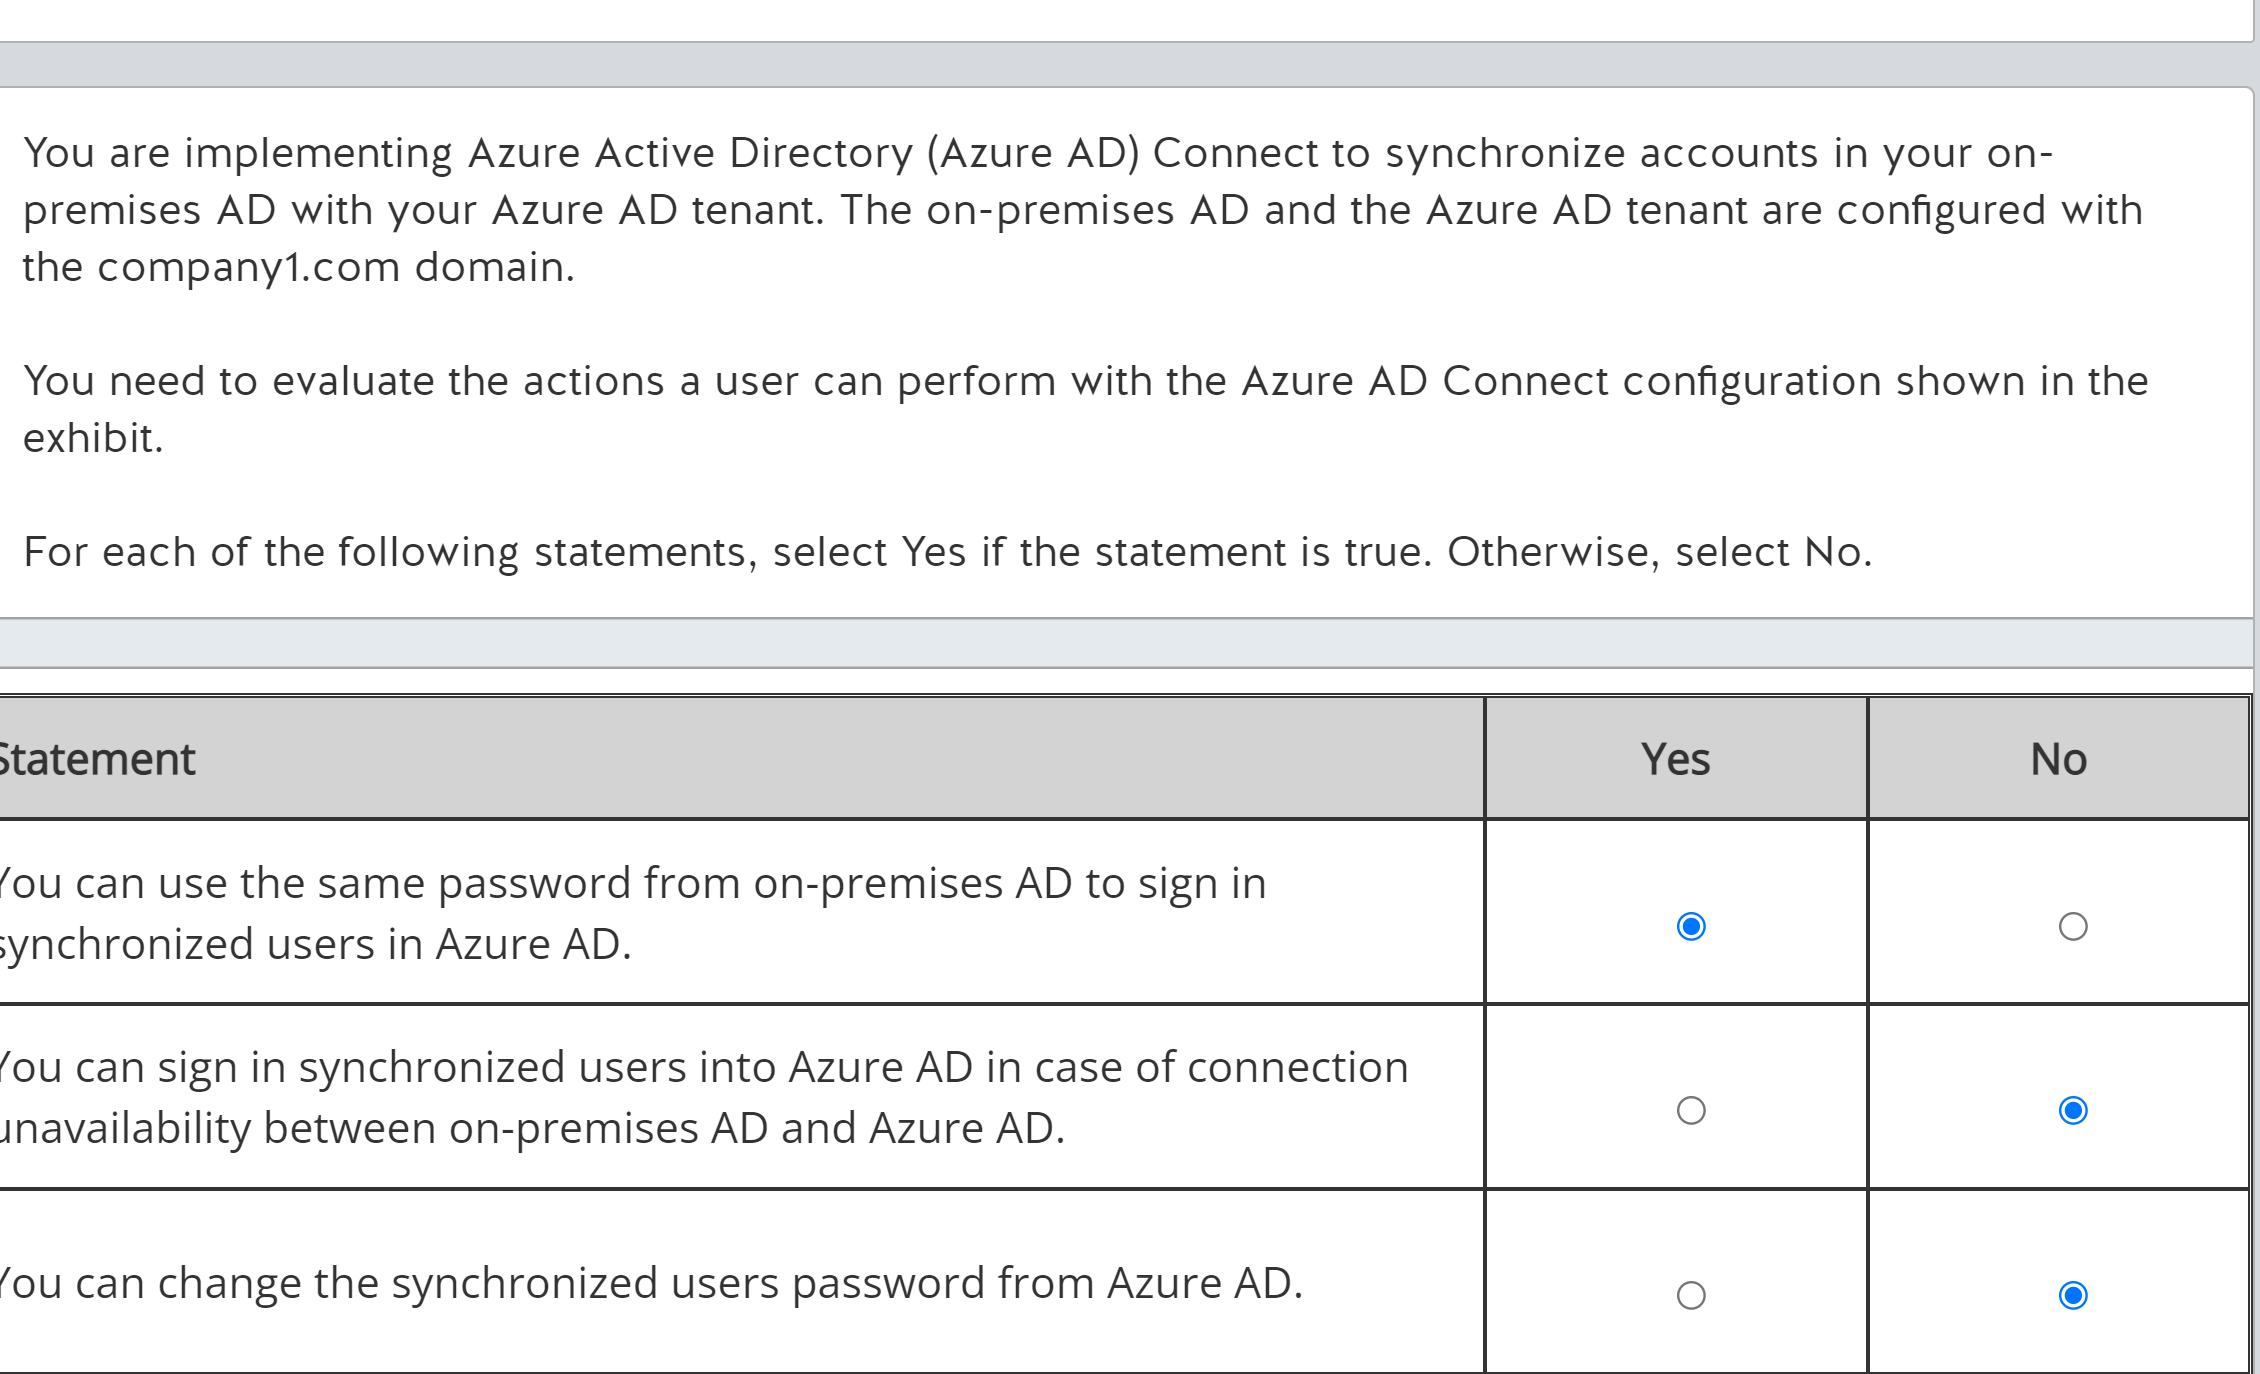 You are implementing Azure Active Directory (Azure AD) Connect to synchronize accounts in your on-
premises AD with your Azure AD tenant. The on-premises AD and the Azure AD tenant are configured with
the company1.com domain.
You need to evaluate the actions a user can perform with the Azure AD Connect configuration shown in the
exhibit.
For each of the following statements, select Yes if the statement is true. Otherwise, select No.
Statement Yes No
You can use the same password from on-premises AD to sign in
synchronized users in Azure AD.
You can sign in synchronized users into Azure AD in case of connection
unavailability between on-premises AD and Azure AD.
You can change the synchronized users password from Azure AD.